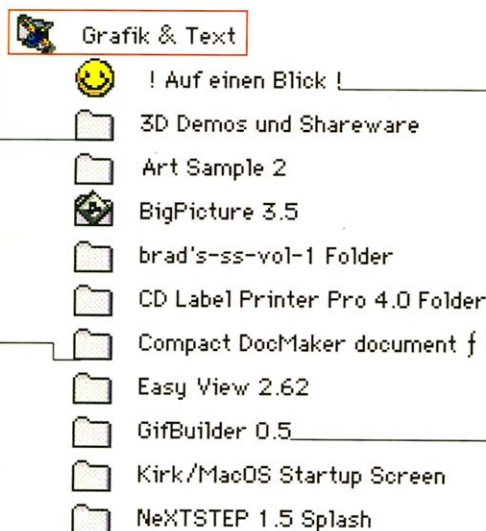 Grafik & Text
! Auf einen Blick !
3D Demos und Shareware
Art Sample 2
BigPicture 3.5
brad's-ss-vol-1 Folder
CD Label Printer Pro 4.0 Folder
Compact DocMaker document ƒ
Easy View 2.62
GifBuilder 0.5
Kirk/MacOS Startup Screen
NeXTSTEP 1.5 Splash